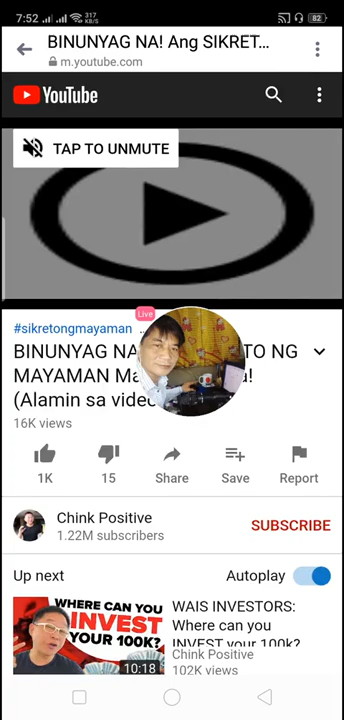 7:52
317
KB/S
82
BINUNYAG NA! Ang SIKRET...
m.youtube.com
YouTube
TAP TO UNMUTE
Live
#sikretongmayaman ..
BINUNYAG NA TO NG
MAYAMAN Ma a!
(Alamin sa video
16K views
1K
15
Share
Save
Report
Chink Positive
1.22M subscribers
SUBSCRIBE
Up next
Autoplay
WHERE CAN YOU
INVEST
YOUR 100K?
10:18
WAIS INVESTORS:
Where can you
INVEST your 100k?
Chink Positive
102K views